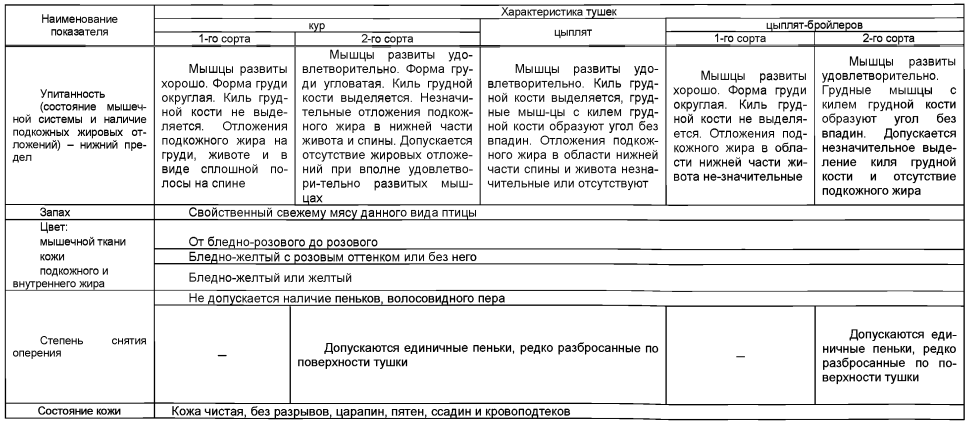 Наименование
показателя
Характеристика тушек
кур
цыплят
цыплят-бройлеров
1-го сорта
2-го сорта
1-го сорта
2-го сорта
Упитанность
(состояние мышеч-
ной системы и наличие
подкожных жировых от-
ложений) – нижний пре-
дел
Мышцы развиты
хорошо. Форма груди
округлая. Киль груд-
ной кости не выде-
ляется. Отложения
подкожного жира на
груди, животе и в
виде сплошной по-
лосы на спине
Мышцы развиты удо-
влетворительно. Форма гру-
ди угловатая. Киль грудной
кости выделяется. Незначи-
тельные отложения подкож-
ного жира в нижней части
живота и спины. Допускается
отсутствие жировых отложе-
ний при вполне удовлетво-
ри-тельно развитых мыш-
цах
Мышцы развиты удо-
влетворительно. Киль груд-
ной кости выделяется, груд-
ные мыш-цы с килем груд-
ной кости образуют угол без
впадин. Отложения подкож-
ного жира в области нижней
части спины и живота незна-
чительные или отсутствуют
Мышцы развиты
хорошо. Форма груди
округлая. Киль груд-
ной кости не выделя-
ется. Отложения под-
кожного жира в обла-
сти нижней части жи-
вота не-значительные
Мышцы развиты
удовлетворительно.
Грудные мышцы с
килем грудной кости
образуют угол без
впадин. Допускается
незначительное выде-
ление киля грудной
кости и отсутствие
подкожного жира
Запах
Свойственный свежему мясу данного вида птицы
Цвет:
мышечной ткани
От бледно-розового до розового
кожи
Бледно-желтый с розовым оттенком или без него
подкожного и
внутреннего жира
Бледно-желтый или желтый
Степень снятия
оперения
Не допускается наличие пеньков, волосовидного пера
–
Допускаются единичные пеньки, редко разбросанные по
поверхности тушки
–
Допускаются еди-
ничные пеньки, редко
разбросанные по по-
верхности тушки
Состояние кожи
Кожа чистая, без разрывов, царапин, пятен, ссадин и кровоподтеков